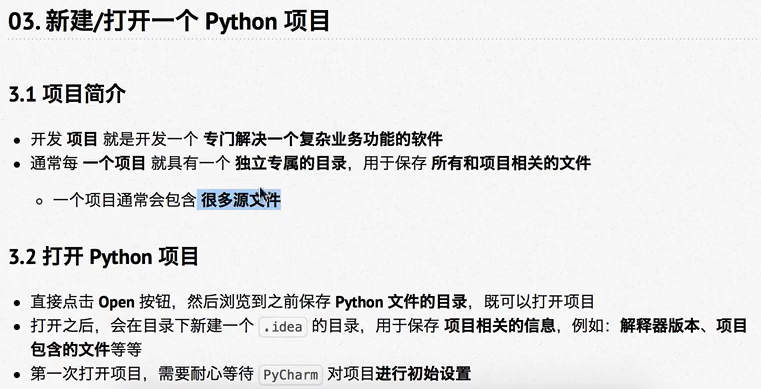 03. 新建/打开一个 Python 项目
3.1 项目简介
开发 项目 就是开发一个 专门解决一个复杂业务功能的软件
通常每 一个项目 就具有一个 独立专属的目录，用于保存 所有和项目相关的文件
一个项目通常会包含 很多源文件
3.2 打开 Python 项目
直接点击 Open 按钮，然后浏览到之前保存 Python 文件的目录，既可以打开项目
打开之后，会在目录下新建一个 .idea 的目录，用于保存 项目相关的信息，例如：解释器版本、项目
包含的文件等等
第一次打开项目，需要耐心等待 PyCharm 对项目进行初始设置